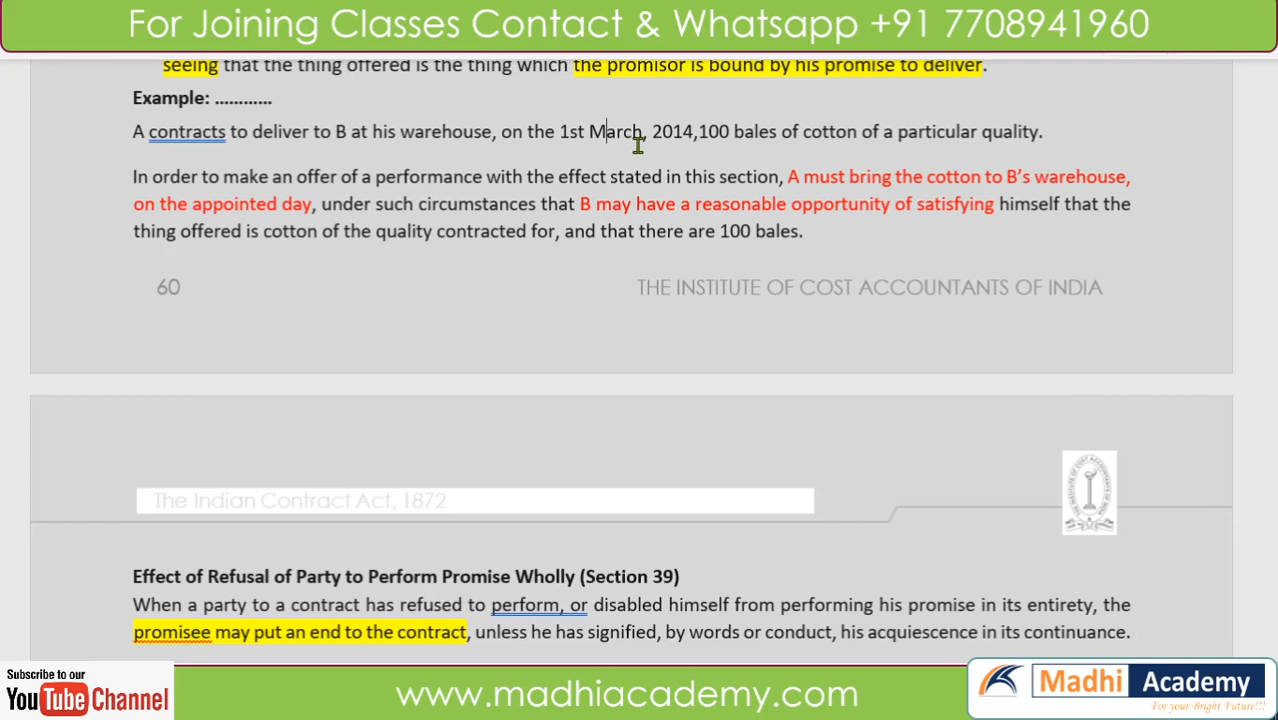 For Joining Classes Contact & Whatsapp +91 7708941960
seeing that the thing offered is the thing which the promisor is bound by his promise to deliver.
Example: …………
A contracts to deliver to B at his warehouse, on the 1st March, 2014,100 bales of cotton of a particular quality.
In order to make an offer of a performance with the effect stated in this section, A must bring the cotton to B’s warehouse,
on the appointed day, under such circumstances that B may have a reasonable opportunity of satisfying himself that the
thing offered is cotton of the quality contracted for, and that there are 100 bales.
60 THE INSTITUTE OF COST ACCOUNTANTS OF INDIA
The Indian Contract Act, 1872
Effect of Refusal of Party to Perform Promise Wholly (Section 39)
When a party to a contract has refused to perform, or disabled himself from performing his promise in its entirety, the
promisee may put an end to the contract, unless he has signified, by words or conduct, his acquiescence in its continuance.
Subscribe to our
YouTube Channel
www.madhiacademy.com
Madhi Academy
For your Bright Future!!!